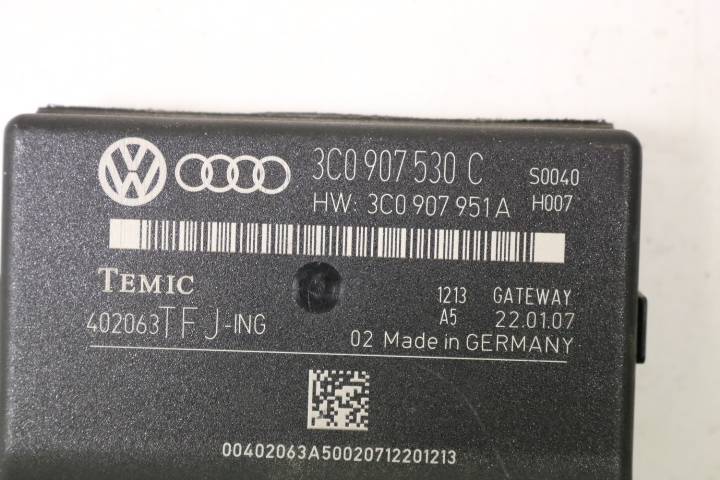 3C0 907 530 C S0040
HW: 3C0 907 951 A H007
TEMIC 1213 GATEWAY
402063TFJ-ING A5 22.01.07
02 Made in GERMANY
00402063A50020712201213